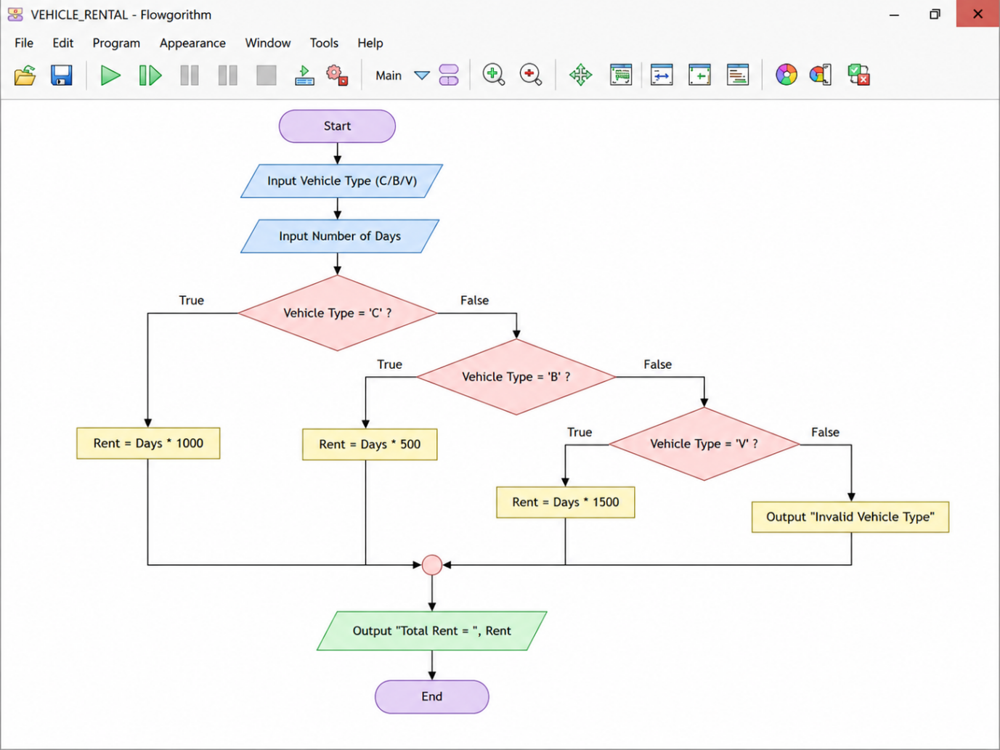 VEHICLE_RENTAL - Flowgorithm
File Edit Program Appearance Window Tools Help
Main
Start
Input Vehicle Type (C/B/V)
Input Number of Days
True
False
Vehicle Type = 'C' ?
True
False
Vehicle Type = 'B' ?
True
False
Vehicle Type = 'V' ?
Rent = Days * 1000
Rent = Days * 500
Rent = Days * 1500
Output "Invalid Vehicle Type"
Output "Total Rent = ", Rent
End